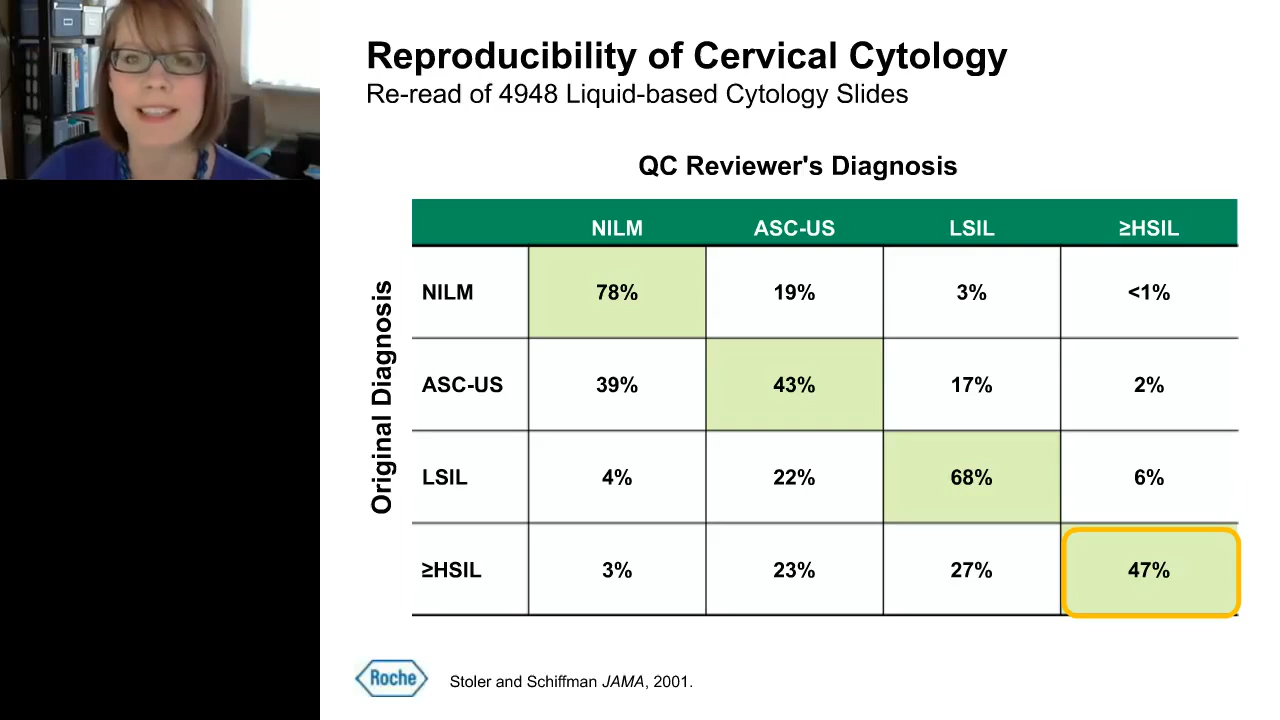 Reproducibility of Cervical Cytology
Re-read of 4948 Liquid-based Cytology Slides
QC Reviewer's Diagnosis
Original Diagnosis
NILM ASC-US LSIL ≥HSIL
NILM 78% 19% 3% <1%
ASC-US 39% 43% 17% 2%
LSIL 4% 22% 68% 6%
≥HSIL 3% 23% 27% 47%
Roche
Stoler and Schiffman JAMA, 2001.